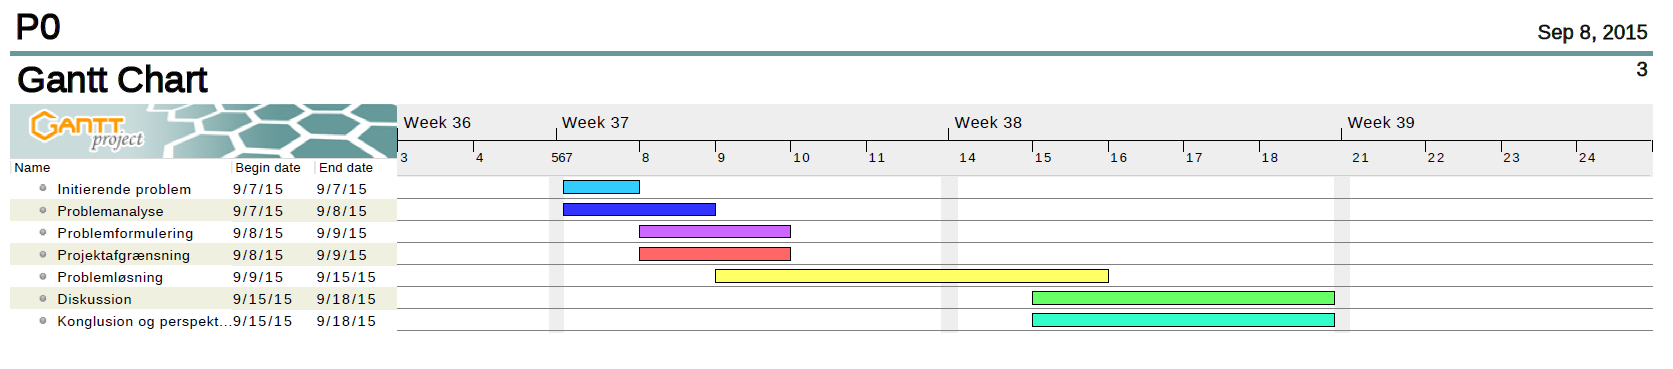 P0
Sep 8, 2015
Gantt Chart
3
GANTT project
Week 36 Week 37 Week 38 Week 39
3 4 567 8 9 10 11 14 15 16 17 18 21 22 23 24
Name Begin date End date
Initierende problem 9/7/15 9/7/15
Problemanalyse 9/7/15 9/8/15
Problemformulering 9/8/15 9/9/15
Projektafgrænsning 9/8/15 9/9/15
Problemløsning 9/9/15 9/15/15
Diskussion 9/15/15 9/18/15
Konglusion og perspekt... 9/15/15 9/18/15